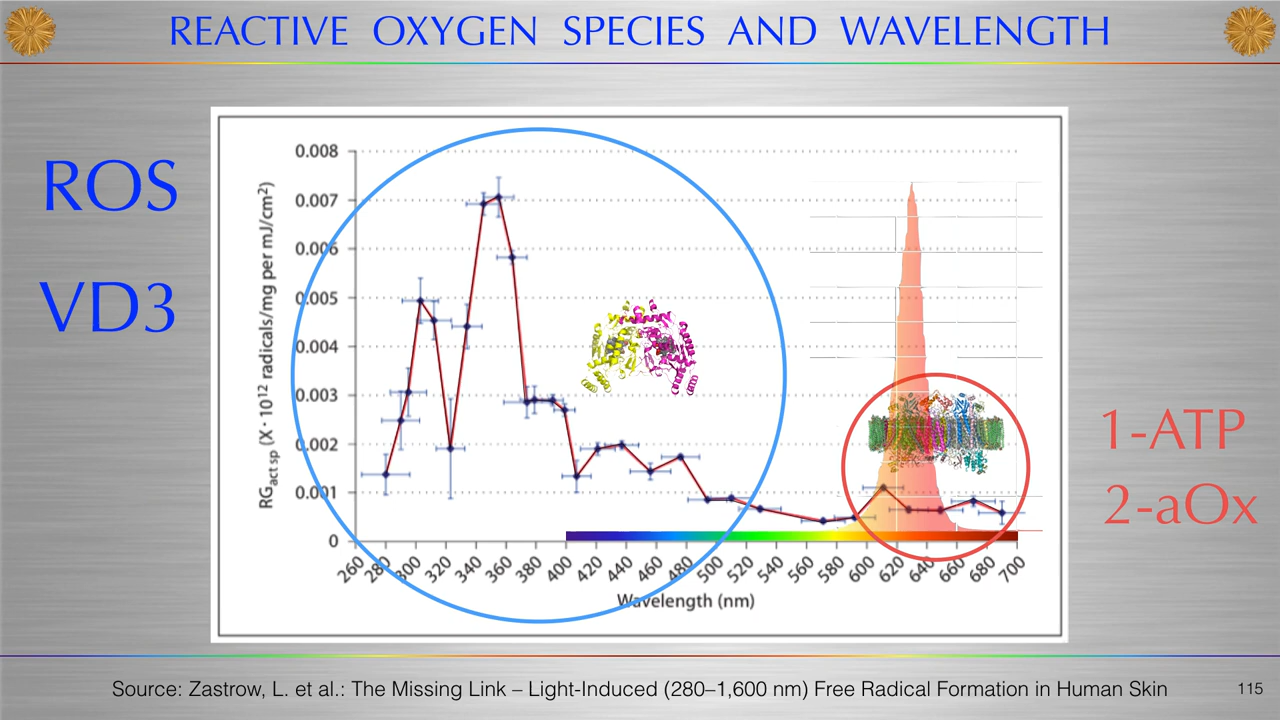 REACTIVE OXYGEN SPECIES AND WAVELENGTH
ROS
VD3
RGact sp (X · 10¹² radicals/mg per mJ/cm²)
0.008
0.007
0.006
0.005
0.004
0.003
0.002
0.001
0
260 280 300 320 340 360 380 400 420 440 460 480 500 520 540 560 580 600 620 640 660 680 700
Wavelength (nm)
1-ATP
2-aOx
Source: Zastrow, L. et al.: The Missing Link – Light-Induced (280–1,600 nm) Free Radical Formation in Human Skin
115